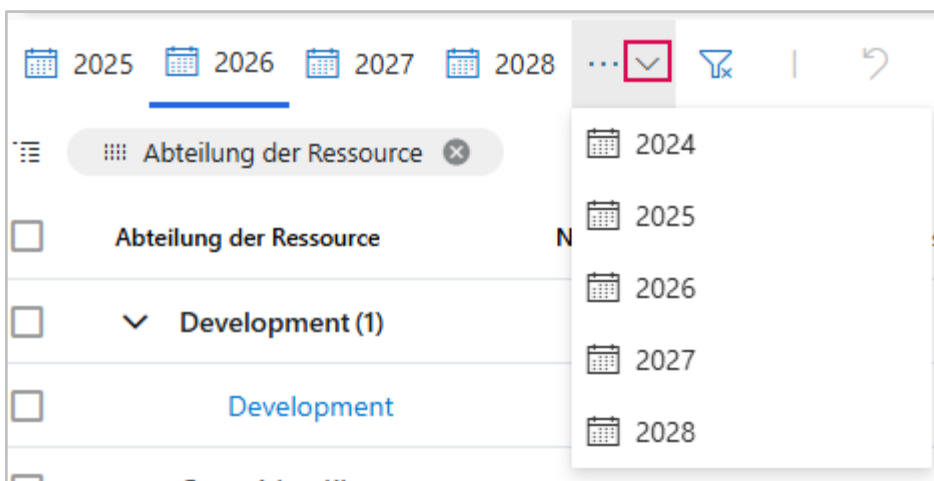 2025 2026 2027 2028 ...
Abteilung der Ressource
2024
Abteilung der Ressource N
2025
2026
Development (1)
2027
Development
2028